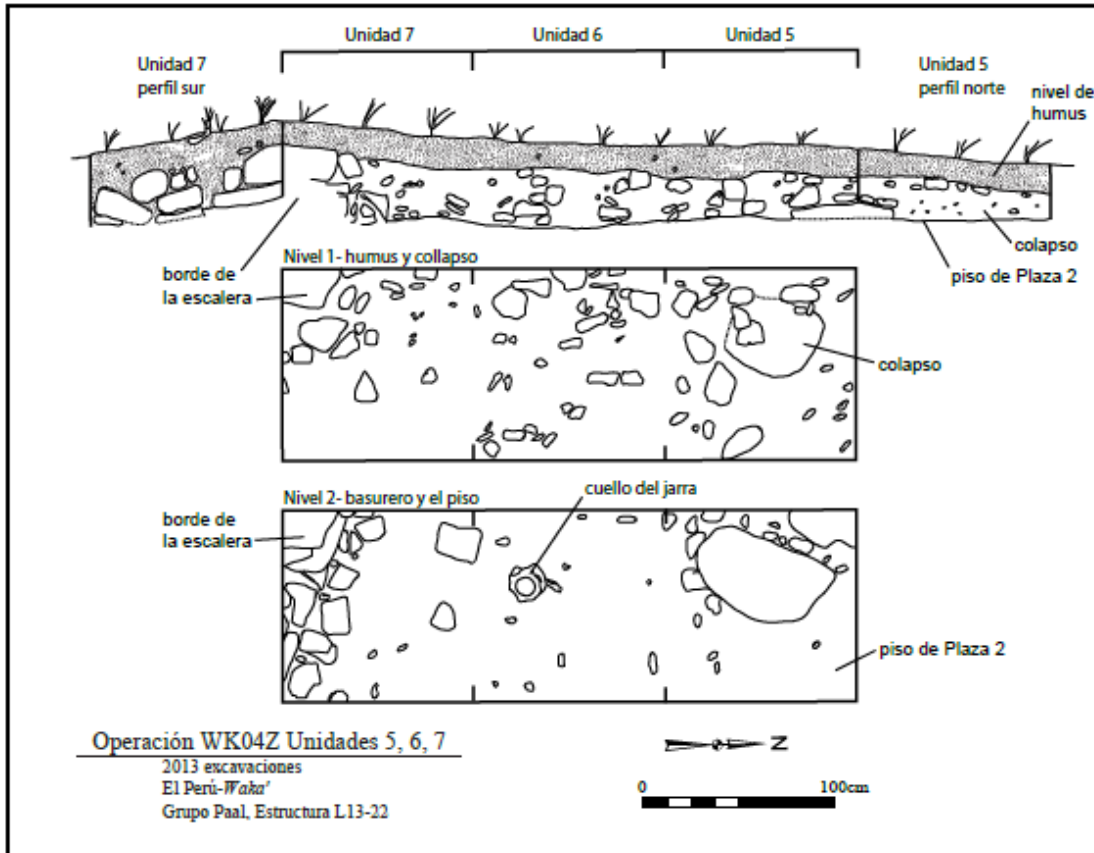 Unidad 7
Unidad 6
Unidad 5
Unidad 7
perfil sur
Unidad 5
perfil norte
nivel de
humus
colapso
piso de Plaza 2
borde de
la escalera
Nivel 1- humus y collapso
colapso
Nivel 2- basurero y el piso
cuello del jarra
borde de
la escalera
piso de Plaza 2
Operación WK04Z Unidades 5, 6, 7
2013 excavaciones
El Perú-Waka'
Grupo Paal, Estructura L13-22
N
0 100cm